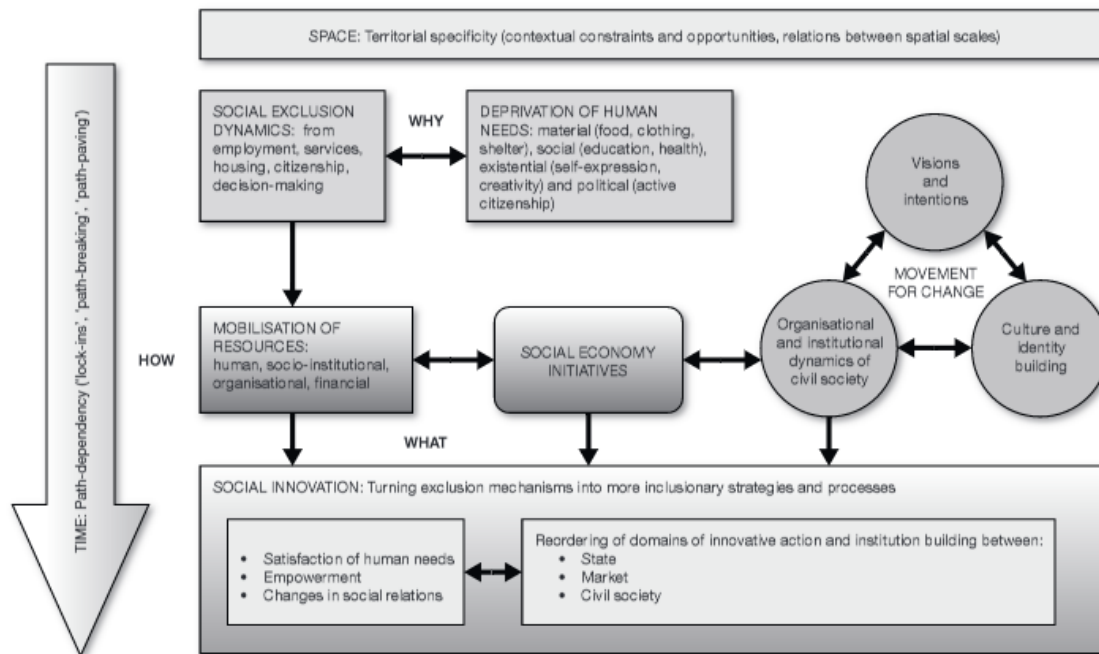 SPACE: Territorial specificity (contextual constraints and opportunities, relations between spatial scales)
TIME: Path-dependency ('lock-ins', 'path-breaking', 'path-paving')
SOCIAL EXCLUSION
DYNAMICS: from
employment, services,
housing, citizenship,
decision-making
WHY
DEPRIVATION OF HUMAN
NEEDS: material (food, clothing,
shelter), social (education, health),
existential (self-expression,
creativity) and political (active
citizenship)
Visions
and
intentions
MOVEMENT
FOR CHANGE
HOW
MOBILISATION OF
RESOURCES:
human, socio-institutional,
organisational, financial
SOCIAL ECONOMY
INITIATIVES
Organisational
and institutional
dynamics of
civil society
Culture and
identity
building
WHAT
SOCIAL INNOVATION: Turning exclusion mechanisms into more inclusionary strategies and processes
• Satisfaction of human needs
• Empowerment
• Changes in social relations
Reordering of domains of innovative action and institution building between:
• State
• Market
• Civil society